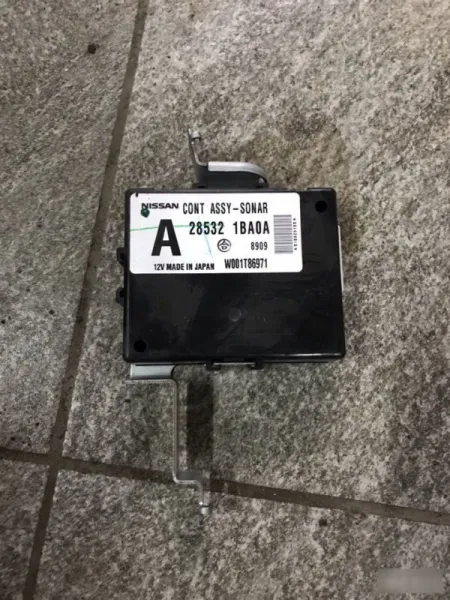 NISSAN CONT ASSY-SONAR
A 28532 1BA0A
8909
12V MADE IN JAPAN W001T86971